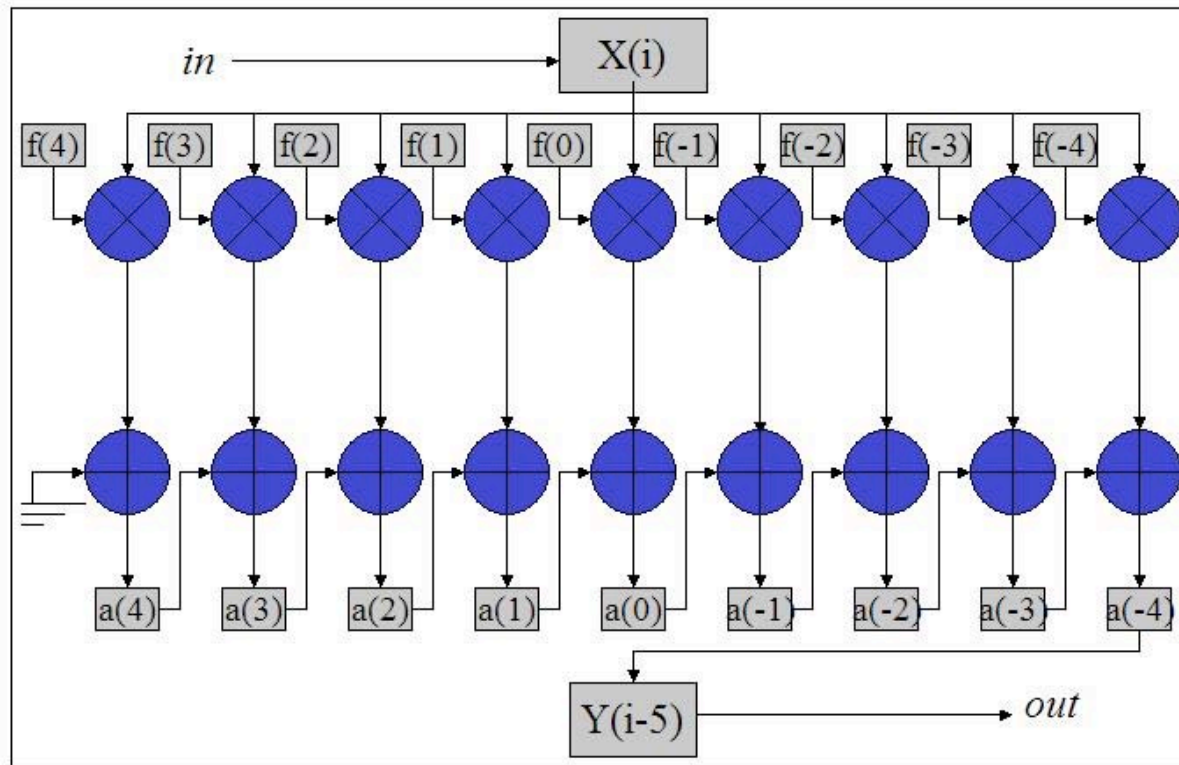 in
X(i)
f(4) f(3) f(2) f(1) f(0) f(-1) f(-2) f(-3) f(-4)
a(4) a(3) a(2) a(1) a(0) a(-1) a(-2) a(-3) a(-4)
Y(i-5)
out